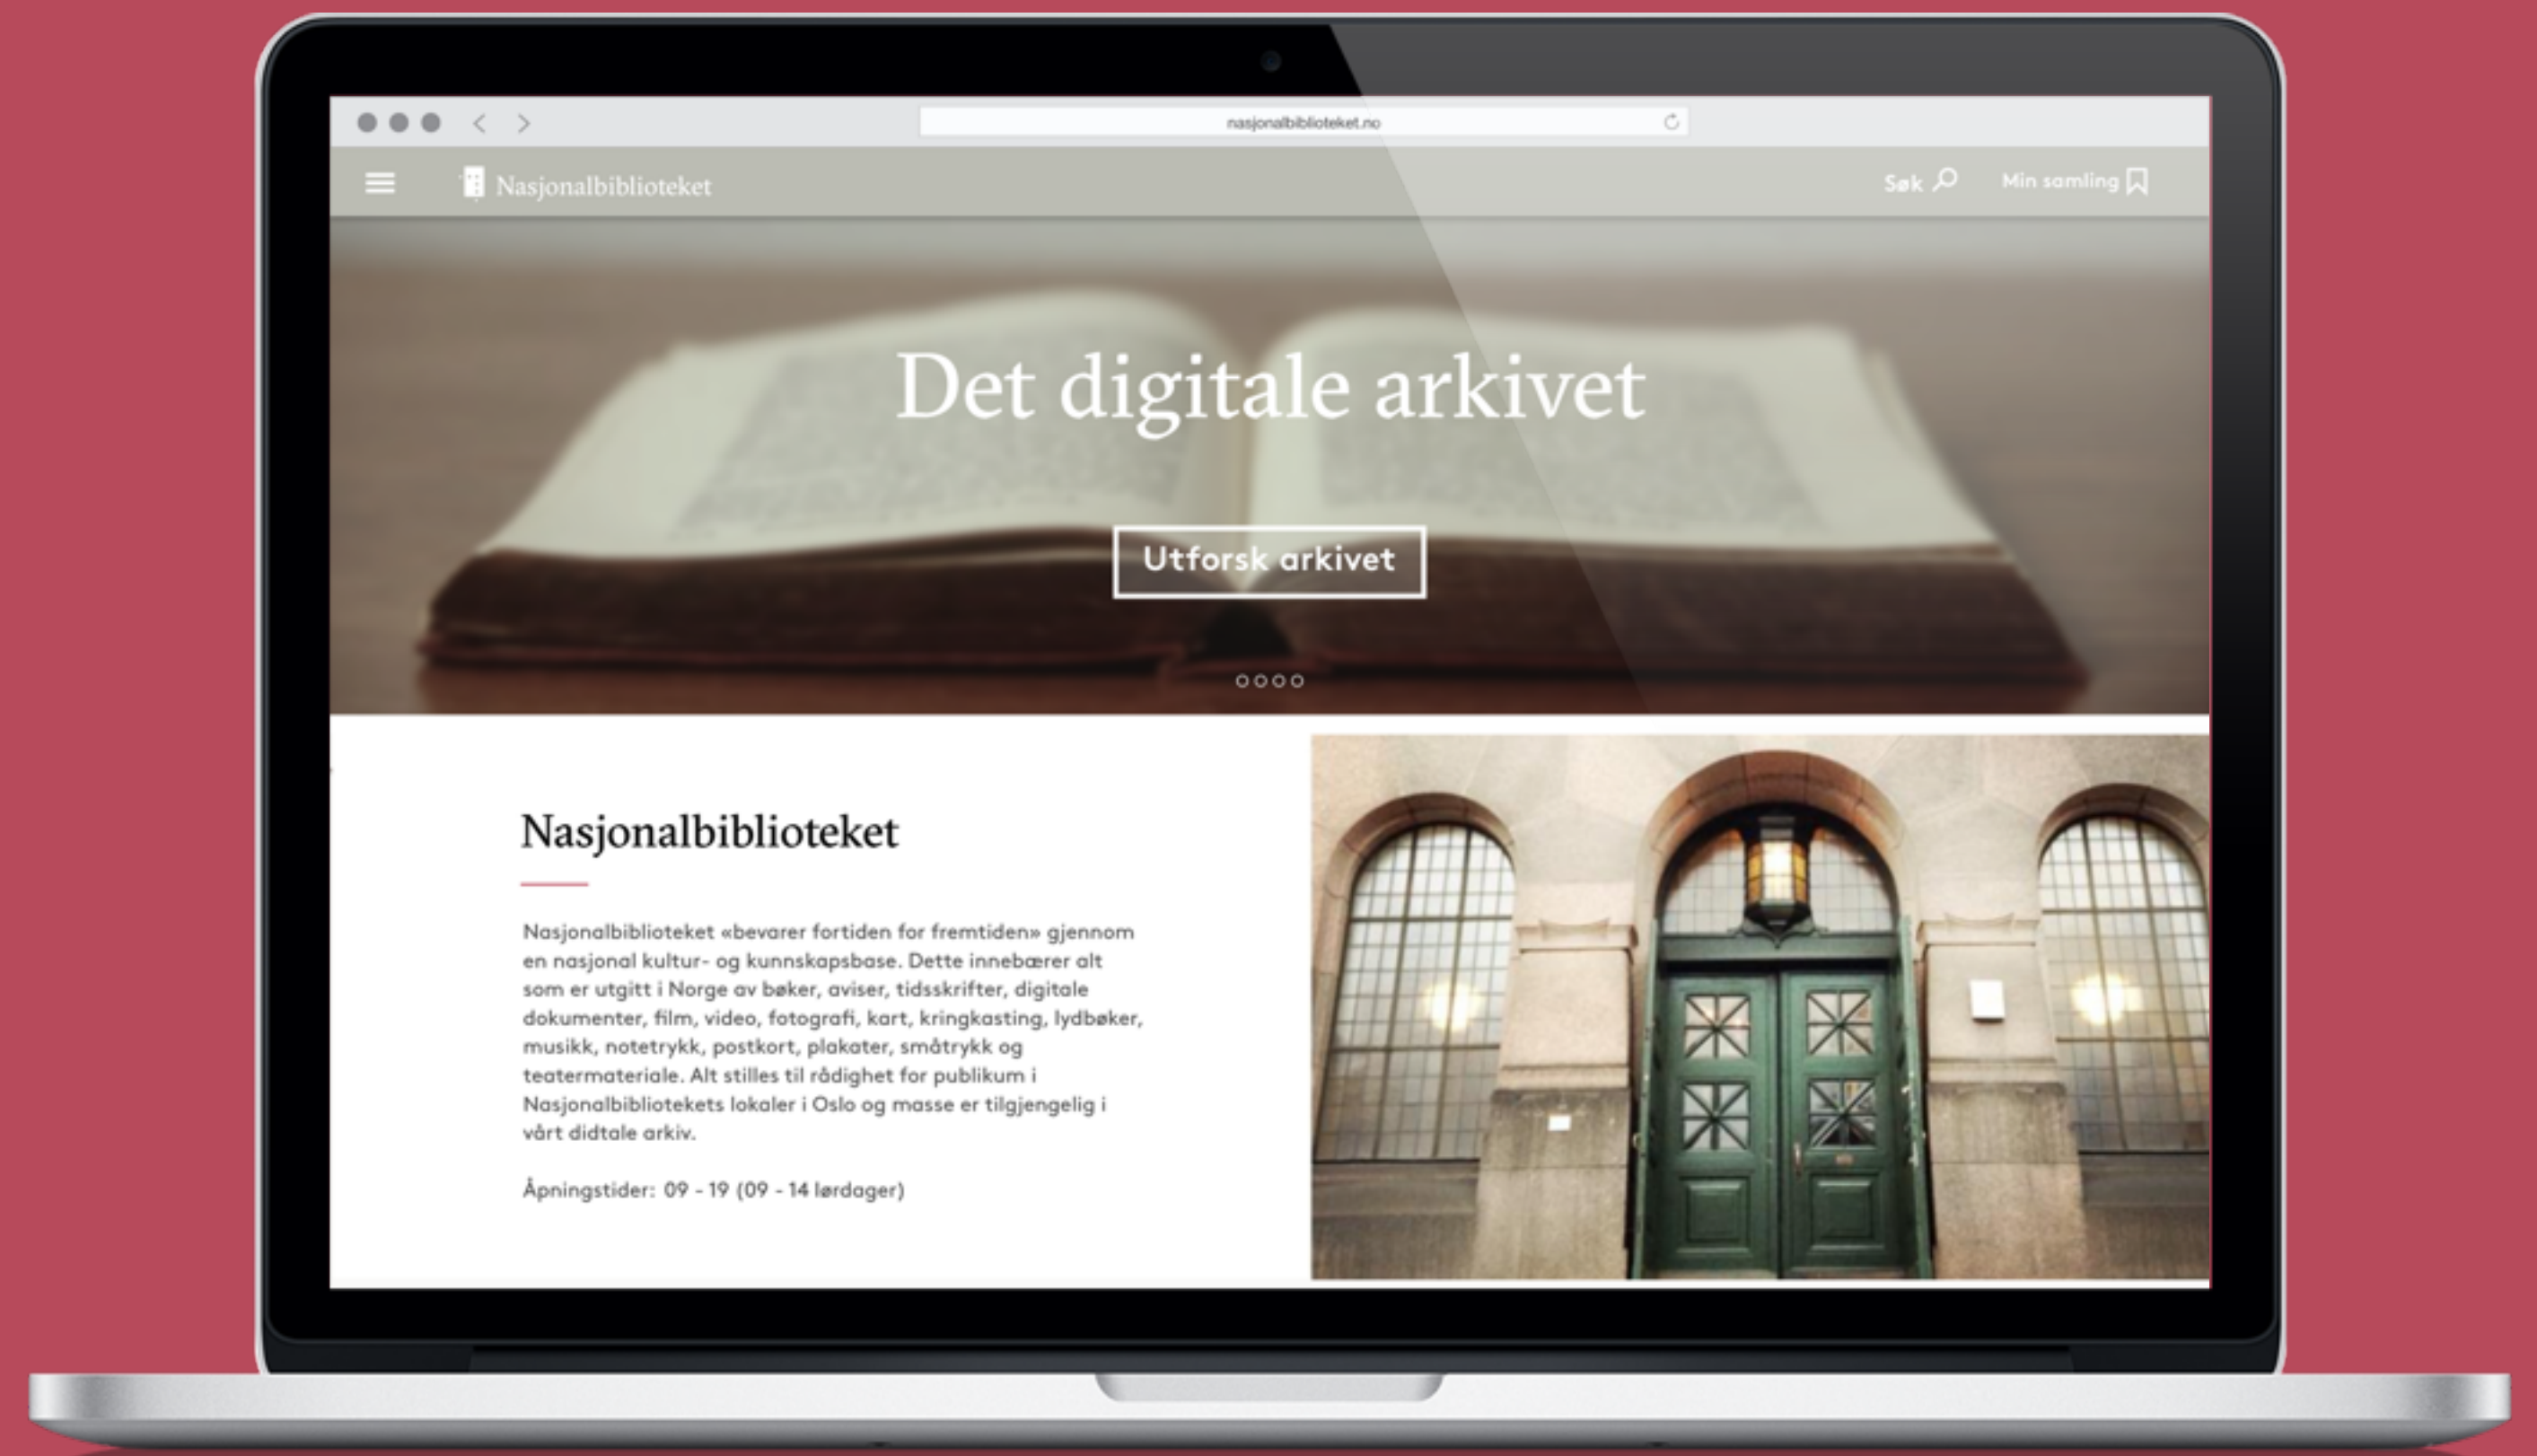 nasjonalbiblioteket.no
Nasjonalbiblioteket
Søk
Min samling
Det digitale arkivet
Utforsk arkivet
Nasjonalbiblioteket
Nasjonalbiblioteket «bevarer fortiden for fremtiden» gjennom
en nasjonal kultur- og kunnskapsbase. Dette innebærer alt
som er utgitt i Norge av bøker, aviser, tidsskrifter, digitale
dokumenter, film, video, fotografi, kart, kringkasting, lydbøker,
musikk, notetrykk, postkort, plakater, småtrykk og
teatermateriale. Alt stilles til rådighet for publikum i
Nasjonalbibliotekets lokaler i Oslo og masse er tilgjengelig i
vårt didtale arkiv.
Åpningstider: 09 - 19 (09 - 14 lørdager)